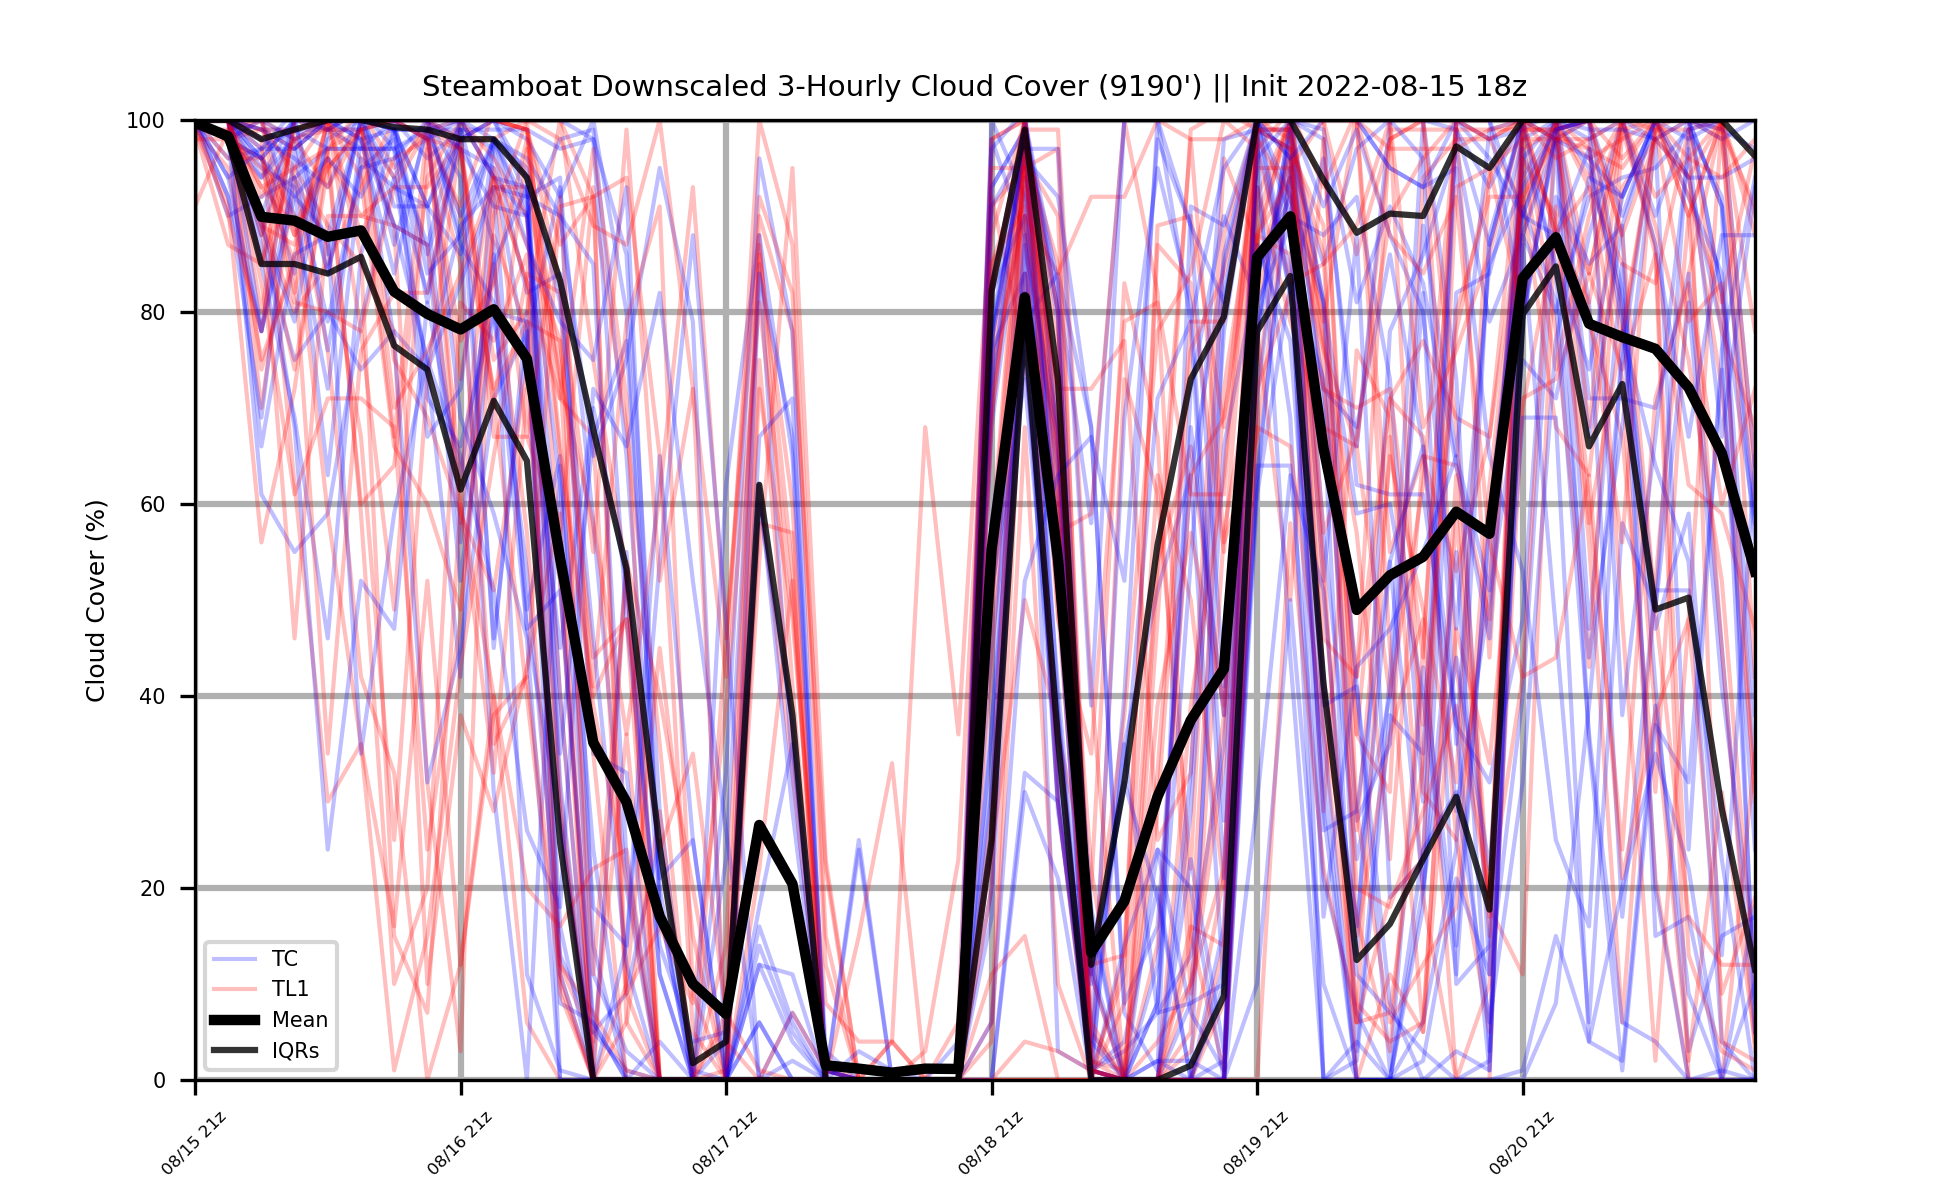 Steamboat Downscaled 3-Hourly Cloud Cover (9190') || Init 2022-08-15 18z
Cloud Cover (%)
100
80
60
40
20
0
TC
TL1
Mean
IQRs
08/15 21z
08/16 21z
08/17 21z
08/18 21z
08/19 21z
08/20 21z